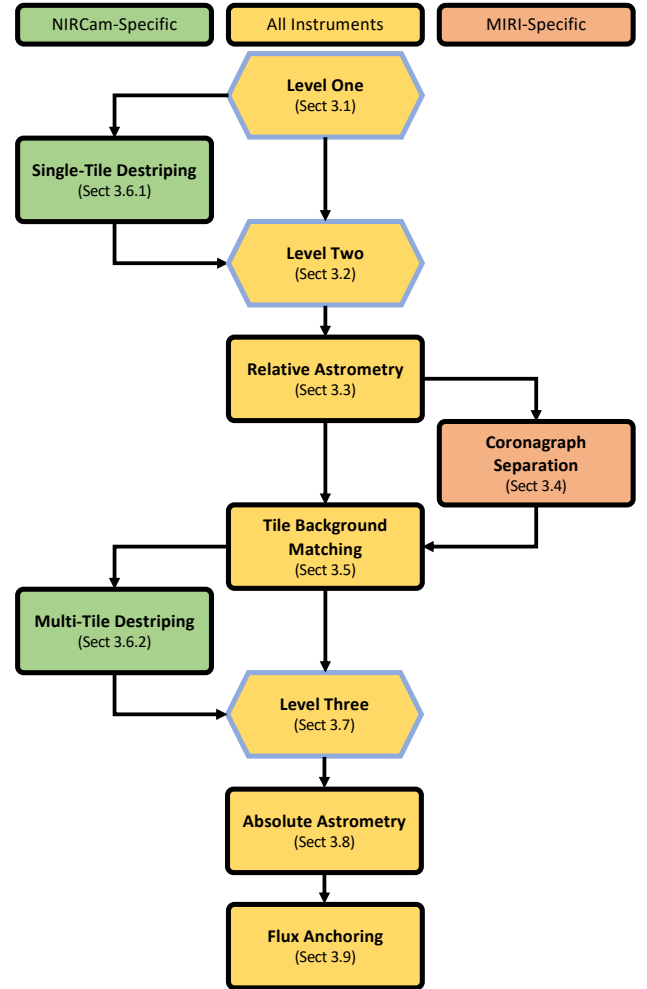 NIRCam-Specific
All Instruments
MIRI-Specific
Level One
(Sect 3.1)
Single-Tile Destriping
(Sect 3.6.1)
Level Two
(Sect 3.2)
Relative Astrometry
(Sect 3.3)
Coronagraph
Separation
(Sect 3.4)
Tile Background
Matching
(Sect 3.5)
Multi-Tile Destriping
(Sect 3.6.2)
Level Three
(Sect 3.7)
Absolute Astrometry
(Sect 3.8)
Flux Anchoring
(Sect 3.9)